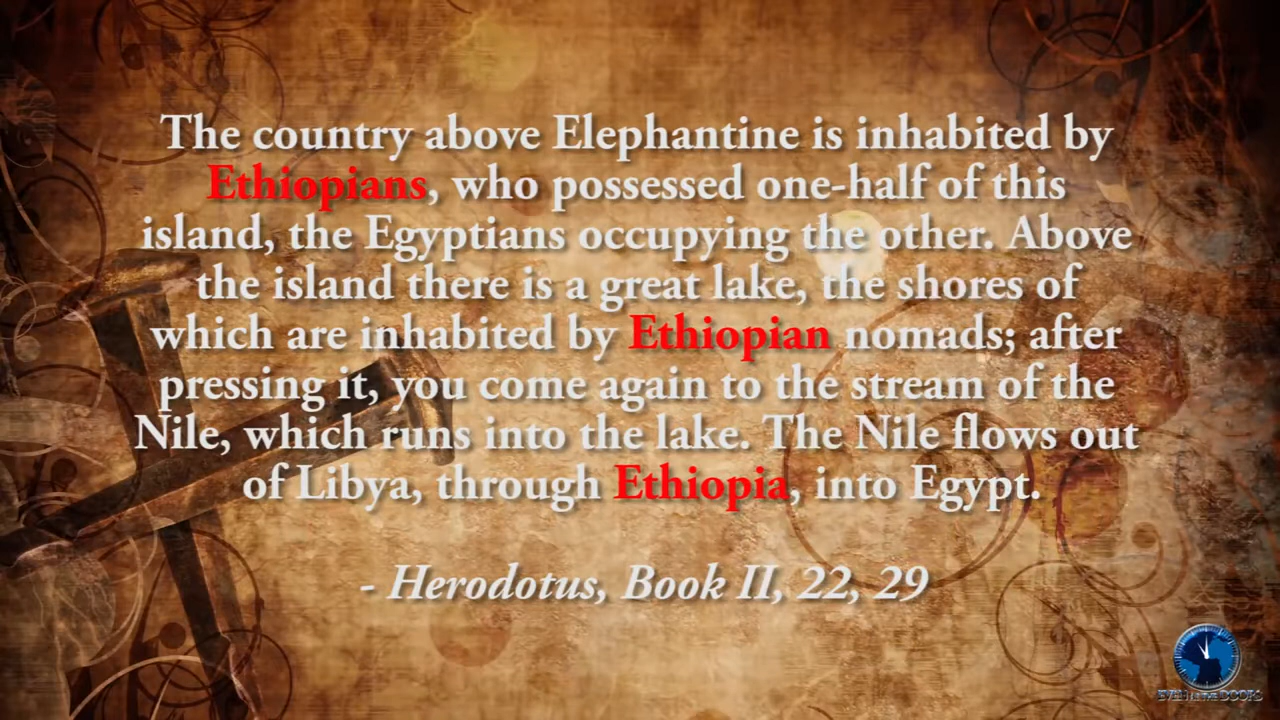 The country above Elephantine is inhabited by
Ethiopians, who possessed one-half of this
island, the Egyptians occupying the other. Above
the island there is a great lake, the shores of
which are inhabited by Ethiopian nomads; after
pressing it, you come again to the stream of the
Nile, which runs into the lake. The Nile flows out
of Libya, through Ethiopia, into Egypt.
- Herodotus, Book II, 22, 29